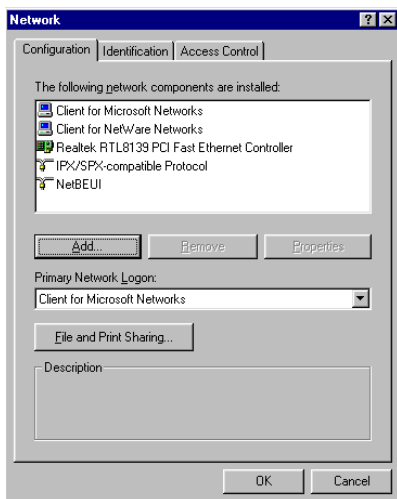 Network
Configuration Identification Access Control
The following network components are installed:
Client for Microsoft Networks
Client for NetWare Networks
Realtek RTL8139 PCI Fast Ethernet Controller
IPX/SPX-compatible Protocol
NetBEUI
Add... Remove Properties
Primary Network Logon:
Client for Microsoft Networks
File and Print Sharing...
Description
OK Cancel